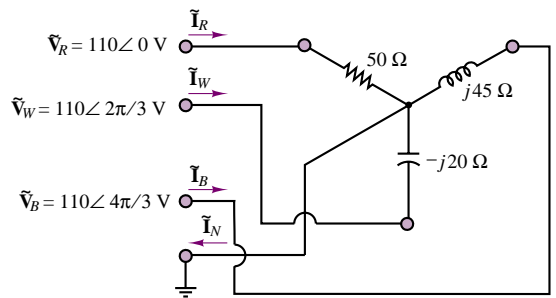 Ĩ_R
Ṽ_R = 110∠ 0 V
50 Ω
Ĩ_W
j45 Ω
Ṽ_W = 110∠ 2π/3 V
−j20 Ω
Ĩ_B
Ṽ_B = 110∠ 4π/3 V
Ĩ_N